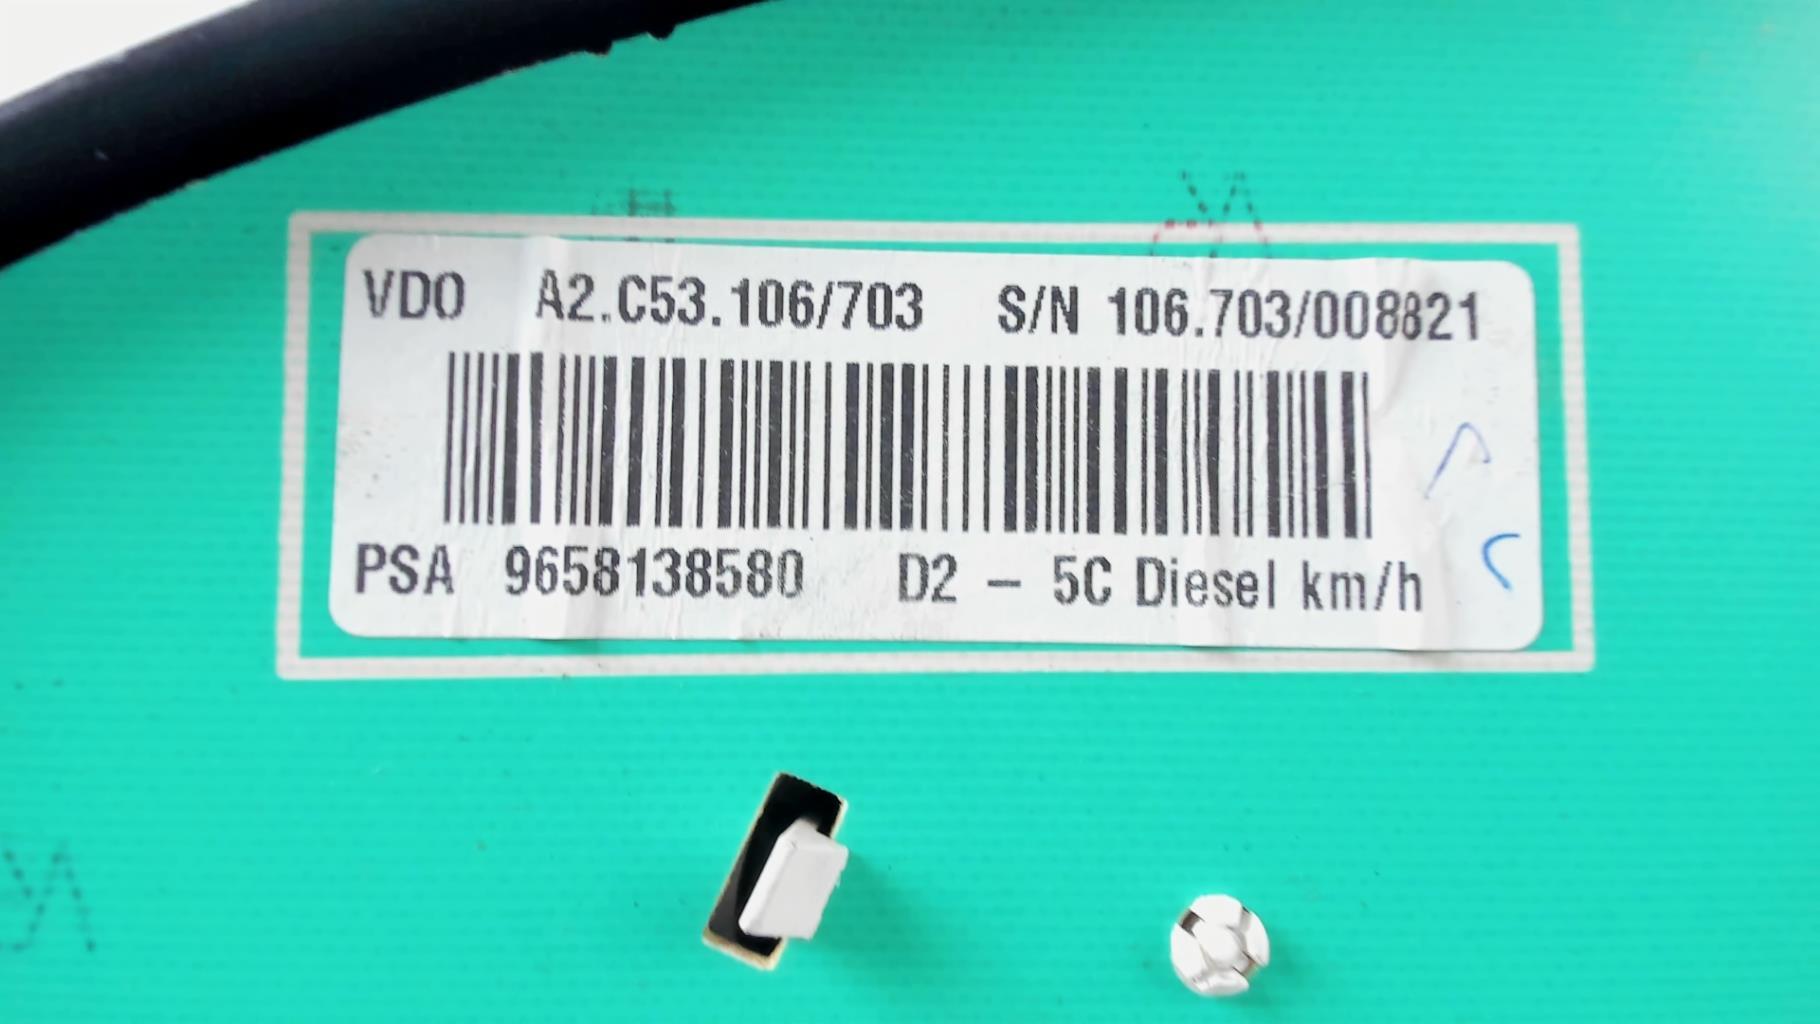 VDO A2.C53.106/703 S/N 106.703/008821
PSA 9658138580 D2 – 5C Diesel km/h